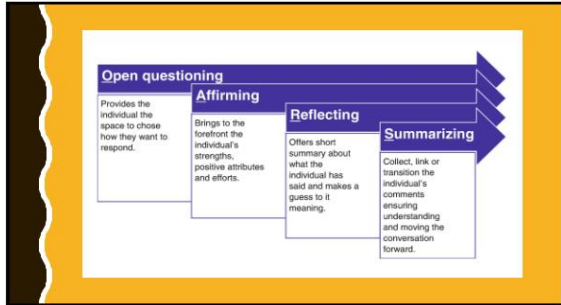 Open questioning
Provides the
individual the
space to chose
how they want to
respond.
Affirming
Brings to the
forefront the
individual's
strengths,
positive attributes
and efforts.
Reflecting
Offers short
summary about
what the
individual has
said and makes a
guess to it
meaning.
Summarizing
Collect, link or
transition the
individual's
comments
ensuring
understanding
and moving the
conversation
forward.